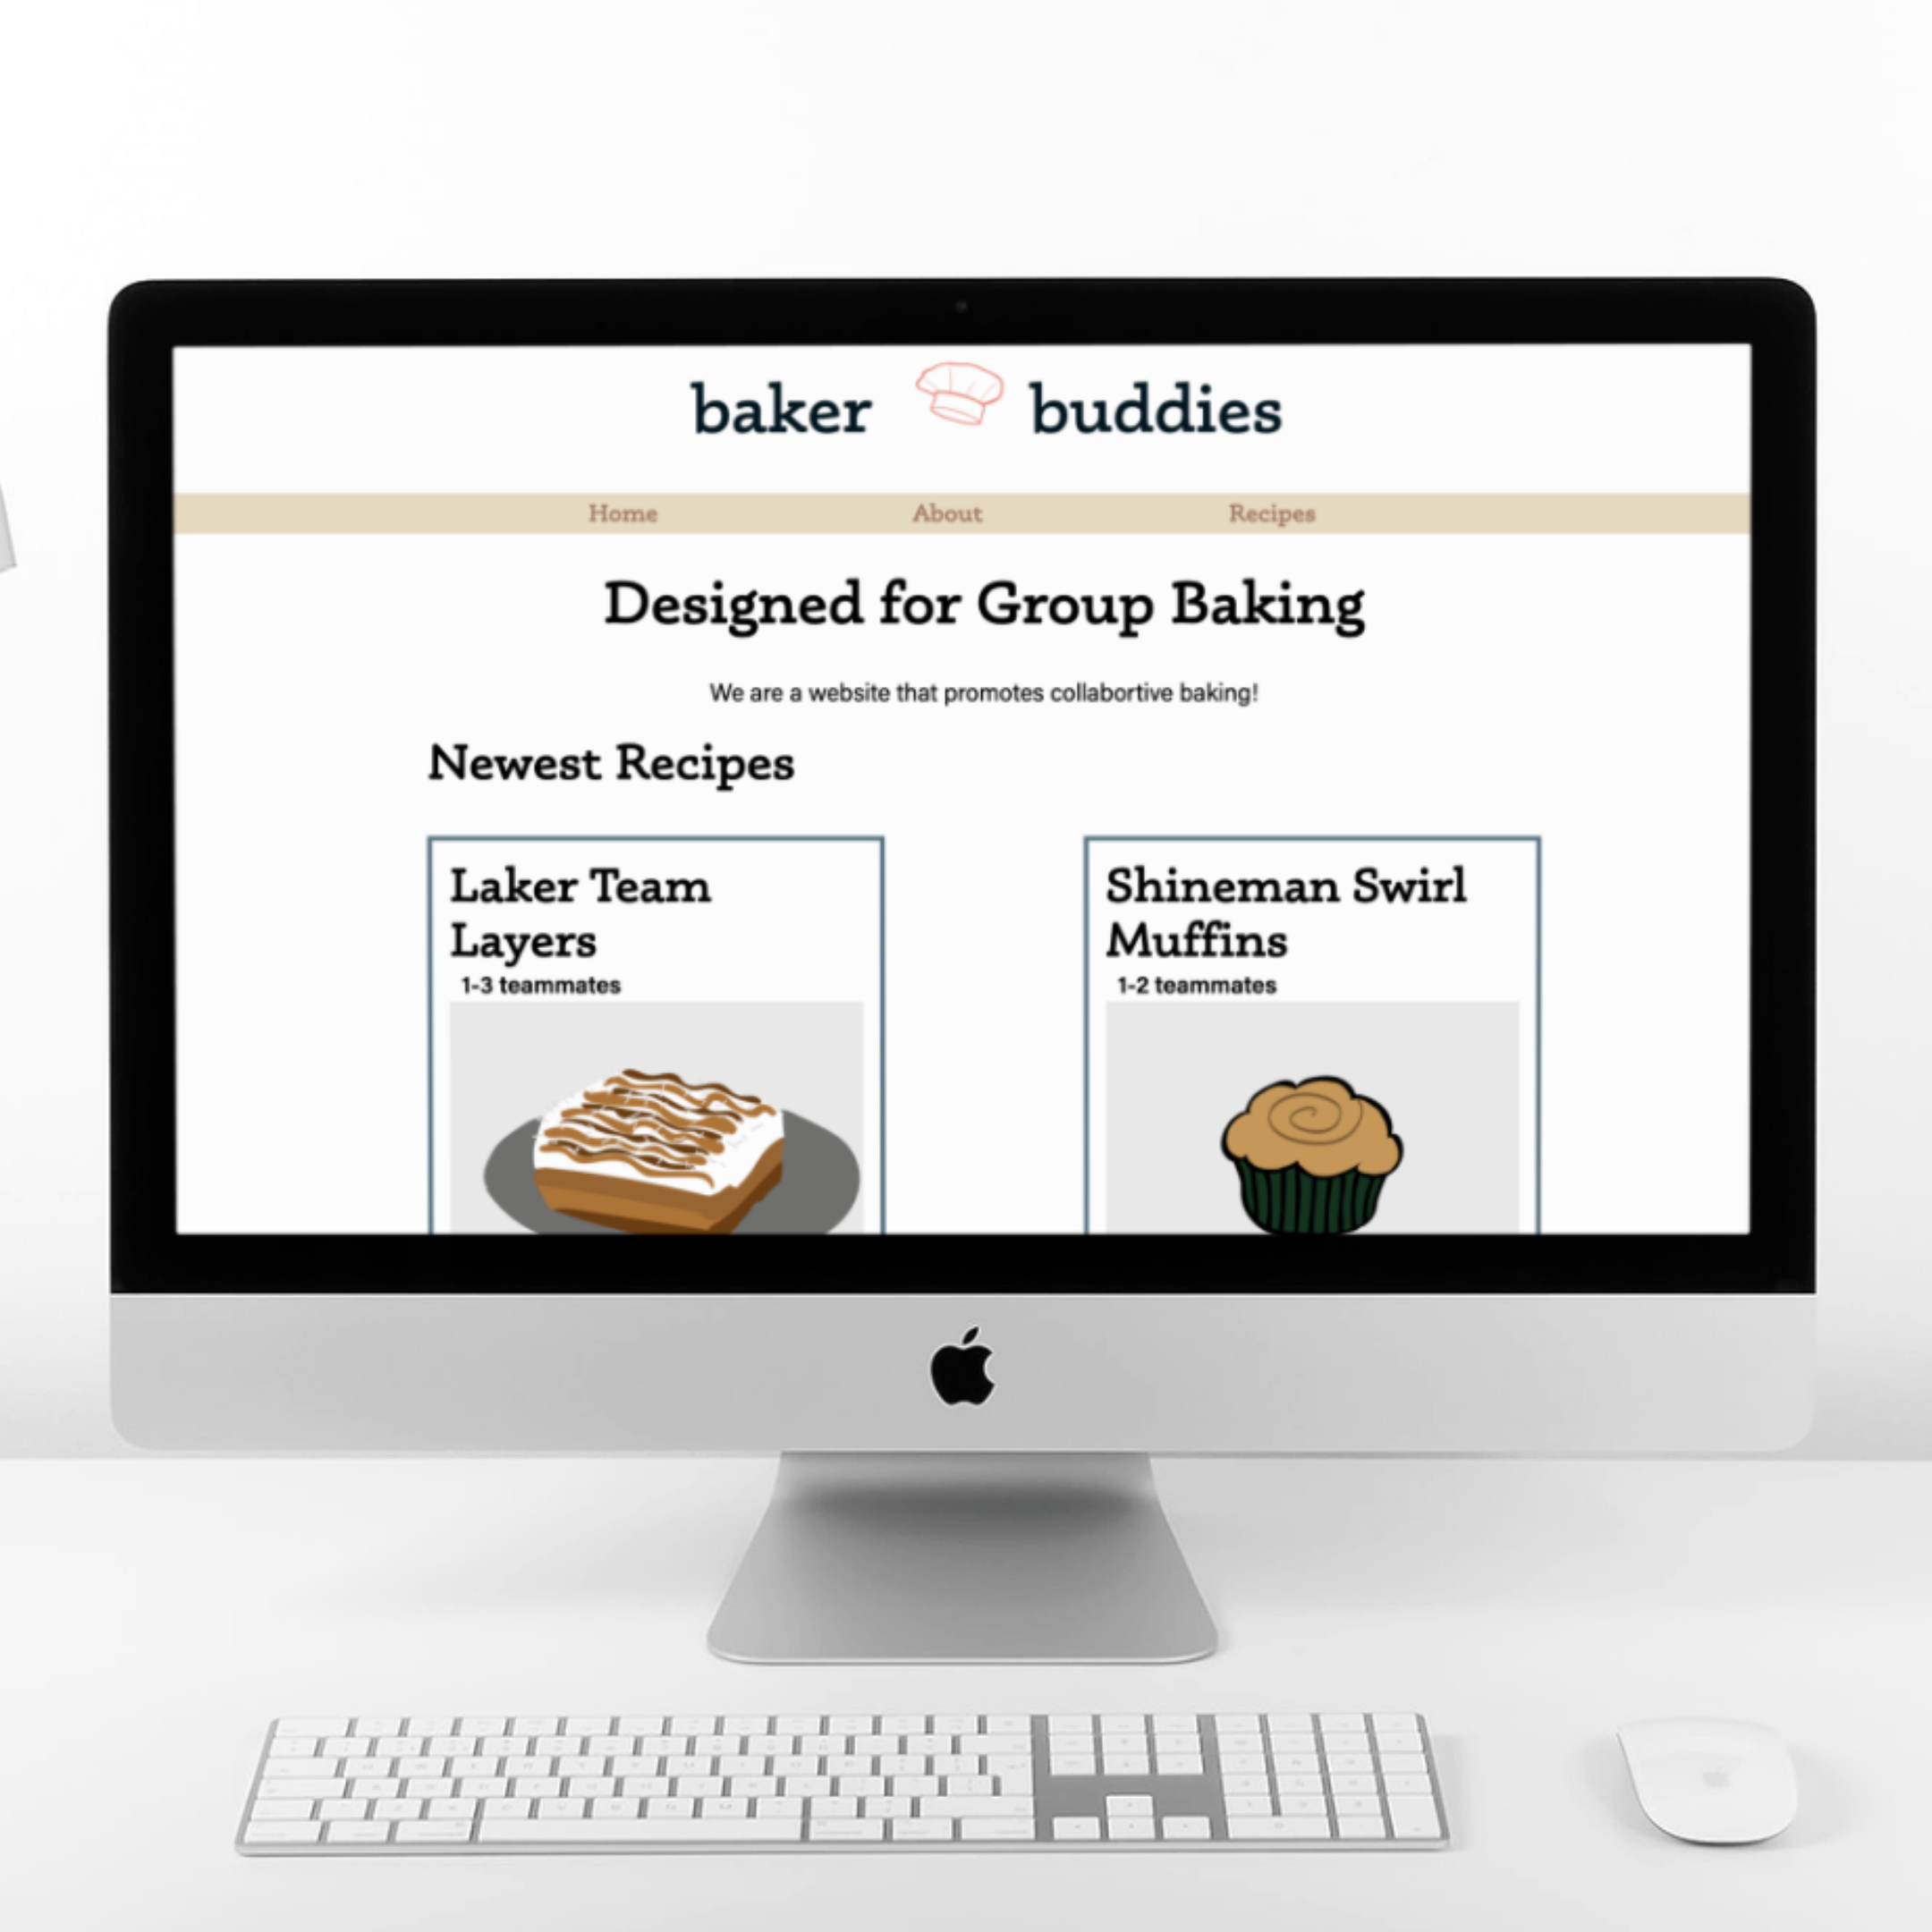 baker buddies
Home About Recipes
Designed for Group Baking
We are a website that promotes collabortive baking!
Newest Recipes
Laker Team
Layers
1-3 teammates
Shineman Swirl
Muffins
1-2 teammates